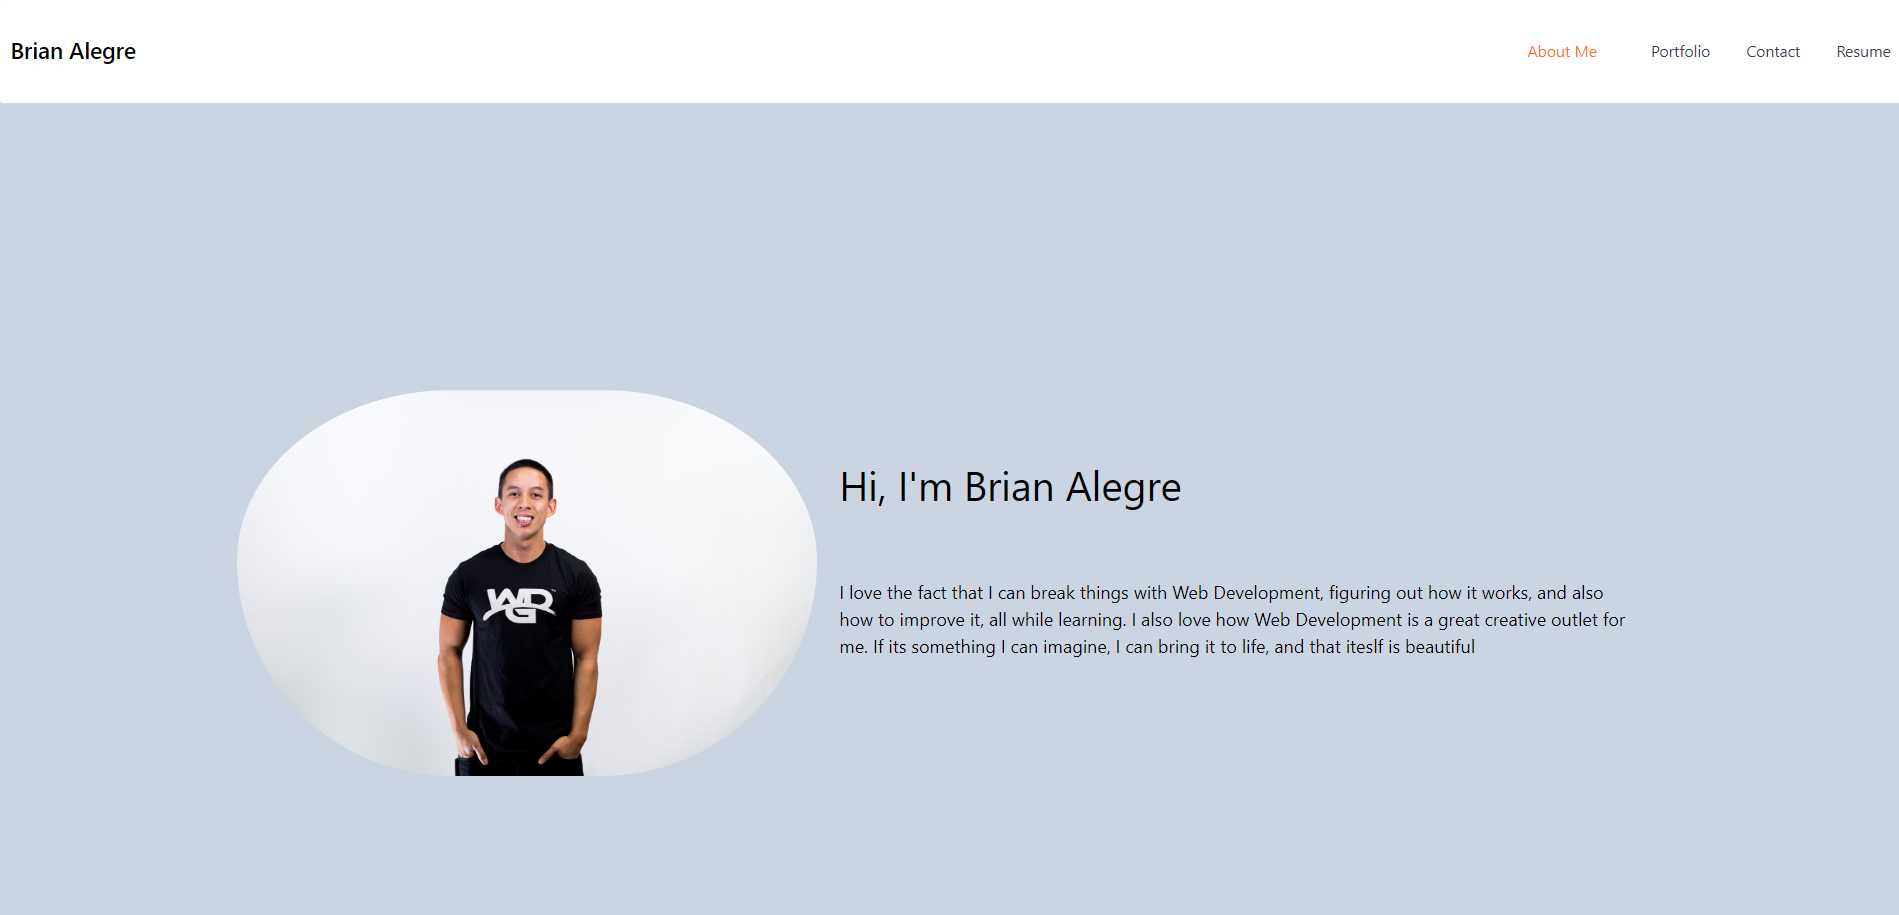 Brian Alegre
About Me Portfolio Contact Resume
Hi, I'm Brian Alegre
I love the fact that I can break things with Web Development, figuring out how it works, and also
how to improve it, all while learning. I also love how Web Development is a great creative outlet for
me. If its something I can imagine, I can bring it to life, and that iteslf is beautiful
WGD